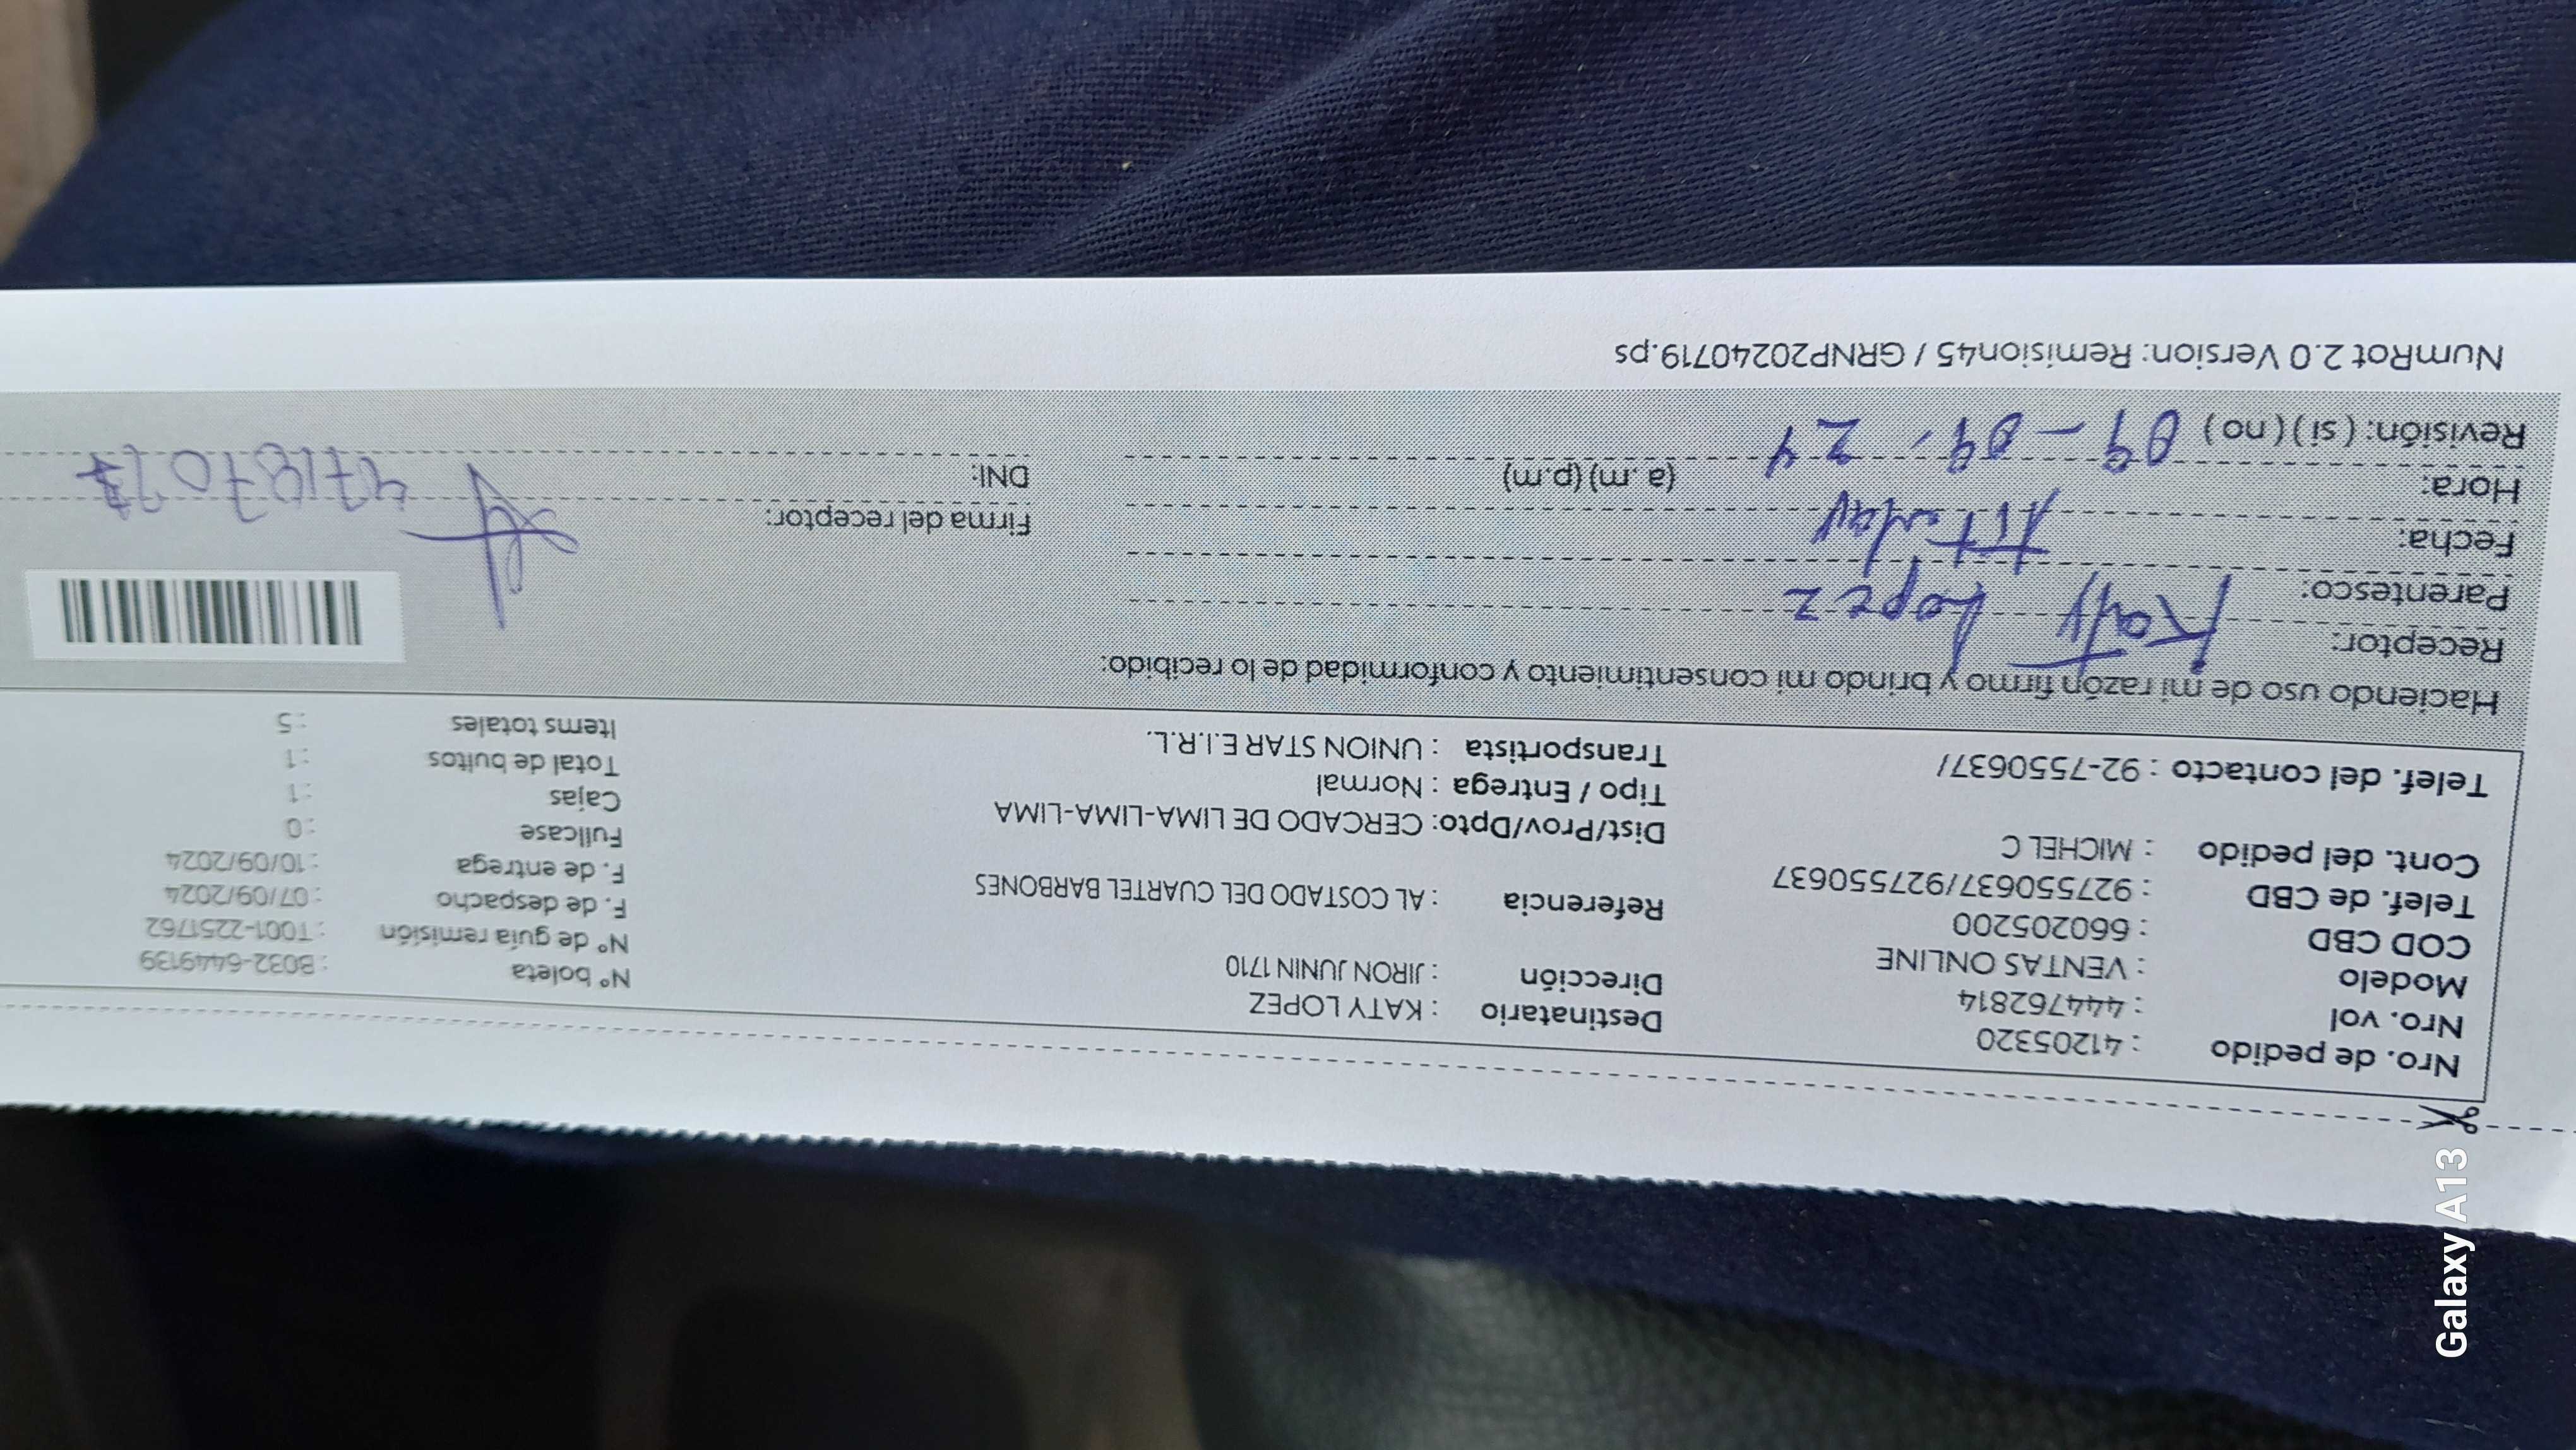 Nro. de pedido : 41205320
Nro. vol : 444762814
Modelo : VENTAS ONLINE
COD CBD : 660205200
Telef. de CBD : 927550637/927550637
Cont. del pedido : MICHEL C
Telef. del contacto : 92-7550637/
Destinatario : KATY LOPEZ
Dirección : JIRON JUNIN 1710
Referencia : AL COSTADO DEL CUARTEL BARBONES
Dist/Prov/Dpto: CERCADO DE LIMA-LIMA-LIMA
Tipo / Entrega : Normal
Transportista : UNION STAR E.I.R.L.
N° boleta : B032-6449139
N° de guía remisión : T001-2251762
F. de despacho : 07/09/2024
F. de entrega : 10/09/2024
Fullcase : 0
Cajas : 1
Total de bultos : 1
Items totales : 5
Haciendo uso de mi razón firmo y brindo mi consentimiento y conformidad de lo recibido:
Receptor: Katy Lopez
Parentesco:
Fecha:
Hora: (a.m) (p.m)
Revisión: ( si ) ( no ) 09-09-24
Firma del receptor:
DNI:
NumRot 2.0 Version: Remision45 / GRNP20240719.ps
Galaxy A13